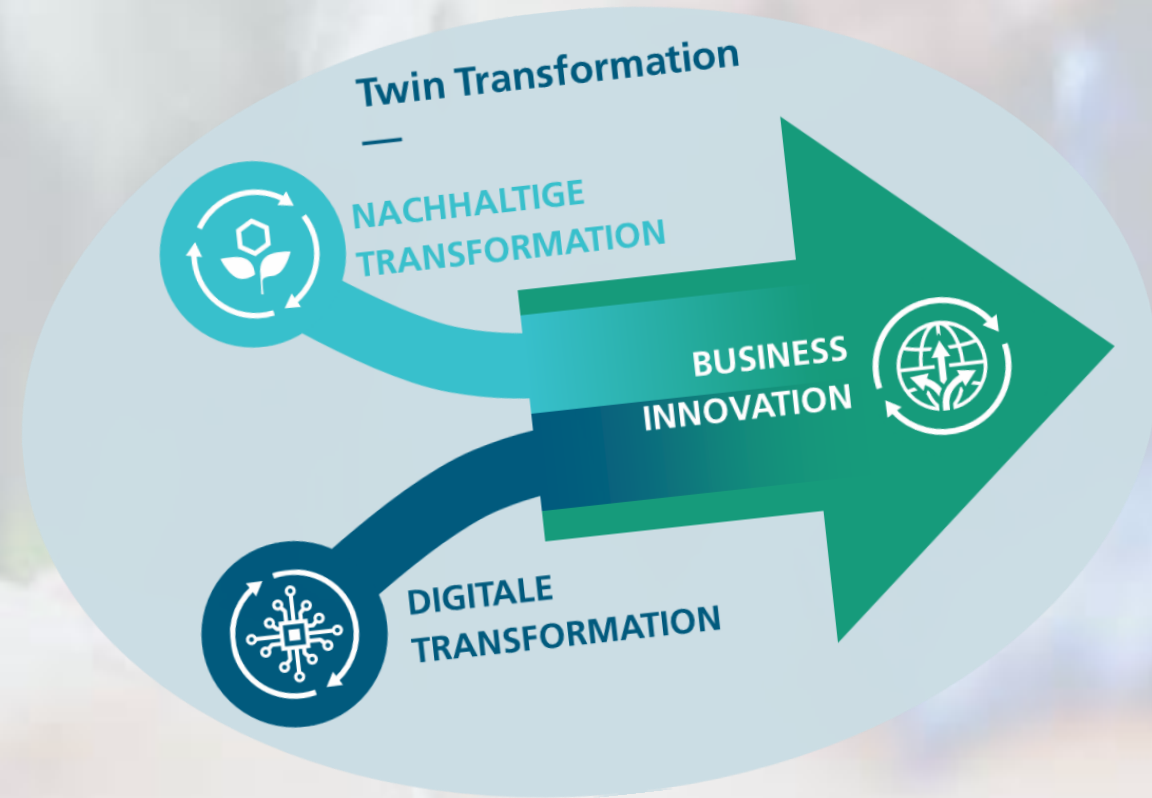 Twin Transformation
NACHHALTIGE
TRANSFORMATION
BUSINESS
INNOVATION
DIGITALE
TRANSFORMATION